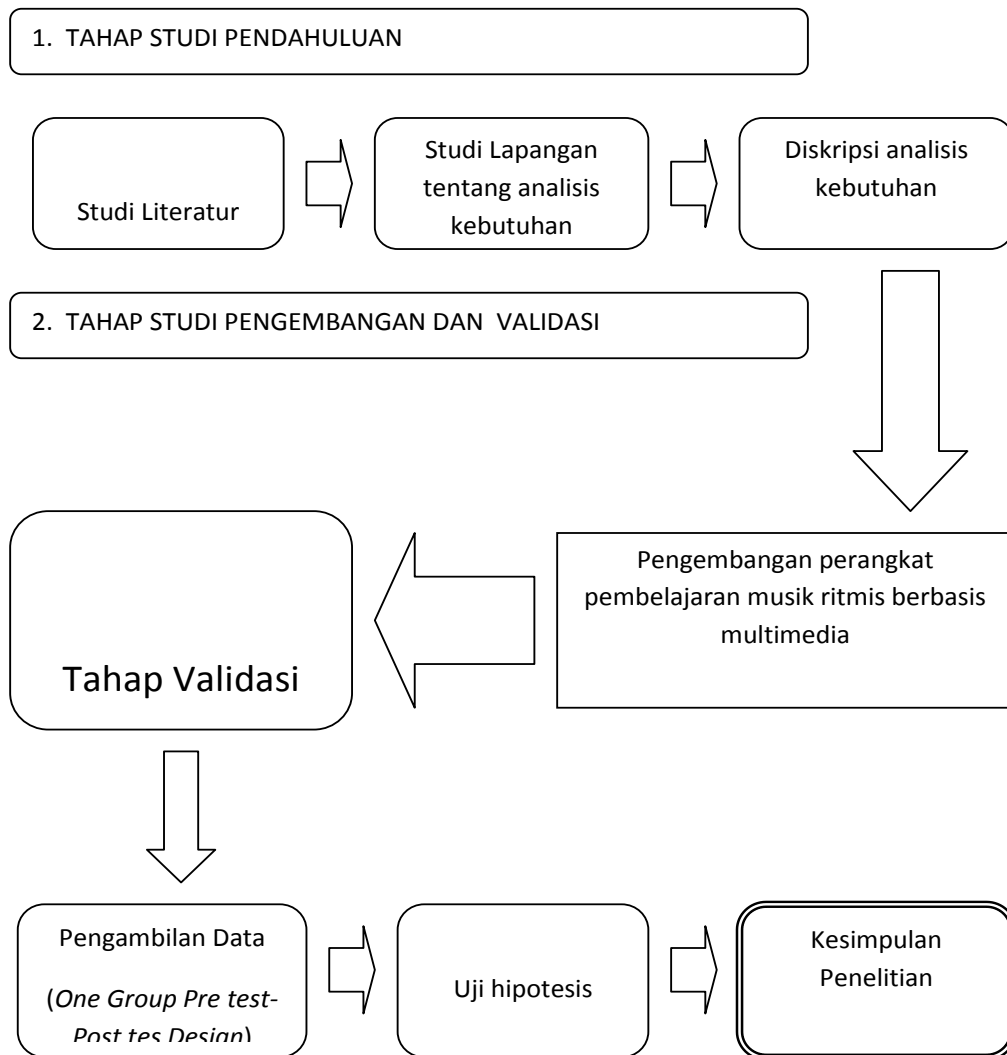 1. TAHAP STUDI PENDAHULUAN
Studi Literatur
Studi Lapangan
tentang analisis
kebutuhan
Diskripsi analisis
kebutuhan
2. TAHAP STUDI PENGEMBANGAN DAN VALIDASI
Pengembangan perangkat
pembelajaran musik ritmis berbasis
multimedia
Tahap Validasi
Pengambilan Data
(One Group Pre test-
Post tes Design)
Uji hipotesis
Kesimpulan
Penelitian